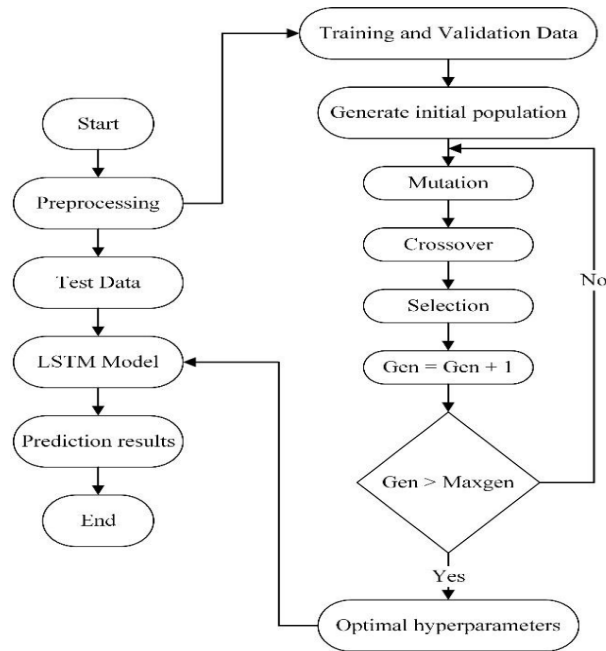 Start
Preprocessing
Test Data
LSTM Model
Prediction results
End
Training and Validation Data
Generate initial population
Mutation
Crossover
Selection
Gen = Gen + 1
Gen > Maxgen
No
Yes
Optimal hyperparameters